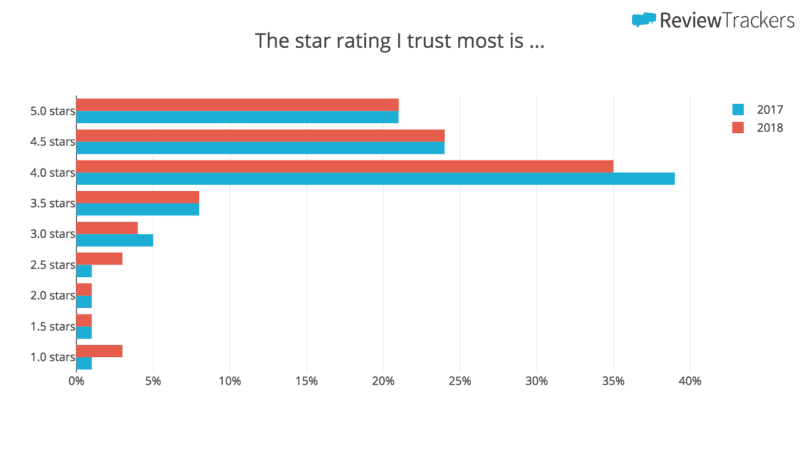 ReviewTrackers
The star rating I trust most is ...
5.0 stars
4.5 stars
4.0 stars
3.5 stars
3.0 stars
2.5 stars
2.0 stars
1.5 stars
1.0 stars
0% 5% 10% 15% 20% 25% 30% 35% 40%
2017
2018